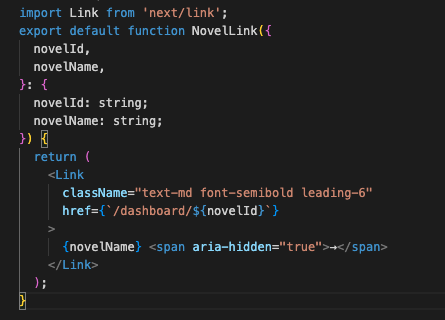 import Link from 'next/link';
export default function NovelLink({
  novelId,
  novelName,
}: {
  novelId: string;
  novelName: string;
}) {
  return (
    <Link
      className="text-md font-semibold leading-6"
      href={`/dashboard/${novelId}`}
    >
      {novelName} <span aria-hidden="true">→</span>
    </Link>
  );
}